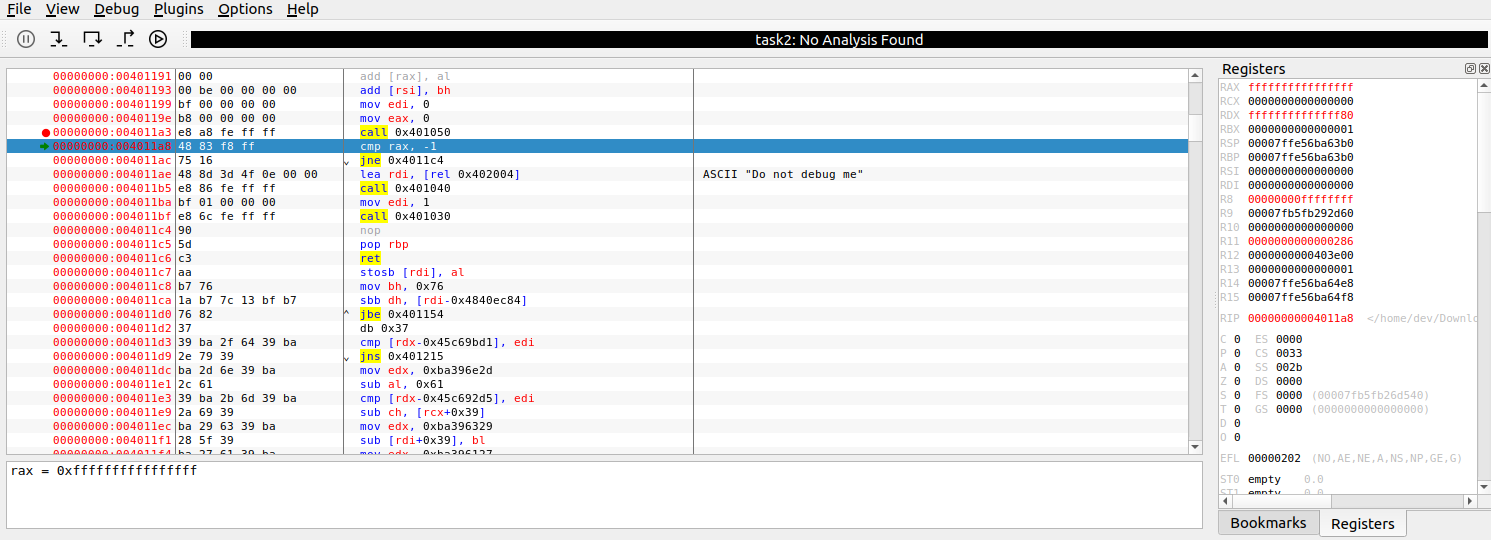 File View Debug Plugins Options Help
task2: No Analysis Found
00000000:00401191 00 00 add [rax], al
00000000:00401193 00 be 00 00 00 00 add [rsi], bh
00000000:00401199 bf 00 00 00 00 mov edi, 0
00000000:0040119e b8 00 00 00 00 mov eax, 0
00000000:004011a3 e8 a8 fe ff ff call 0x401050
00000000:004011a8 48 83 f8 ff cmp rax, -1
00000000:004011ac 75 16 jne 0x4011c4
00000000:004011ae 48 8d 3d 4f 0e 00 00 lea rdi, [rel 0x402004] ASCII "Do not debug me"
00000000:004011b5 e8 86 fe ff ff call 0x401040
00000000:004011ba bf 01 00 00 00 mov edi, 1
00000000:004011bf e8 6c fe ff ff call 0x401030
00000000:004011c4 90 nop
00000000:004011c5 5d pop rbp
00000000:004011c6 c3 ret
00000000:004011c7 aa stosb [rdi], al
00000000:004011c8 b7 76 mov bh, 0x76
00000000:004011ca 1a b7 7c 13 bf b7 sbb dh, [rdi-0x4840ec84]
00000000:004011d0 76 82 jbe 0x401154
00000000:004011d2 37 db 0x37
00000000:004011d3 39 ba 2f 64 39 ba cmp [rdx-0x45c69bd1], edi
00000000:004011d9 2e 79 39 jns 0x401215
00000000:004011dc ba 2d 6e 39 ba mov edx, 0xba396e2d
00000000:004011e1 2c 61 sub al, 0x61
00000000:004011e3 39 ba 2b 6d 39 ba cmp [rdx-0x45c692d5], edi
00000000:004011e9 2a 69 39 sub ch, [rcx+0x39]
00000000:004011ec ba 29 63 39 ba mov edx, 0xba396329
00000000:004011f1 28 5f 39 sub [rdi+0x39], bl
00000000:004011f4 ba 27 61 39 ba mov edx, 0xba396127
rax = 0xffffffffffffffff
Registers
RAX ffffffffffffffff
RCX 0000000000000000
RDX ffffffffffffff80
RBX 0000000000000001
RSP 00007ffe56ba63b0
RBP 00007ffe56ba63b0
RSI 0000000000000000
RDI 0000000000000000
R8 00000000ffffffff
R9 00007fb5fb292d60
R10 0000000000000000
R11 0000000000000286
R12 0000000000403e00
R13 0000000000000001
R14 00007ffe56ba64e8
R15 00007ffe56ba64f8
RIP 00000000004011a8 </home/dev/Downlo
C 0 ES 0000
P 0 CS 0033
A 0 SS 002b
Z 0 DS 0000
S 0 FS 0000 (00007fb5fb26d540)
T 0 GS 0000 (0000000000000000)
D 0
O 0
EFL 00000202 (NO,AE,NE,A,NS,NP,GE,G)
ST0 empty 0.0
ST1 empty 0.0
Bookmarks Registers